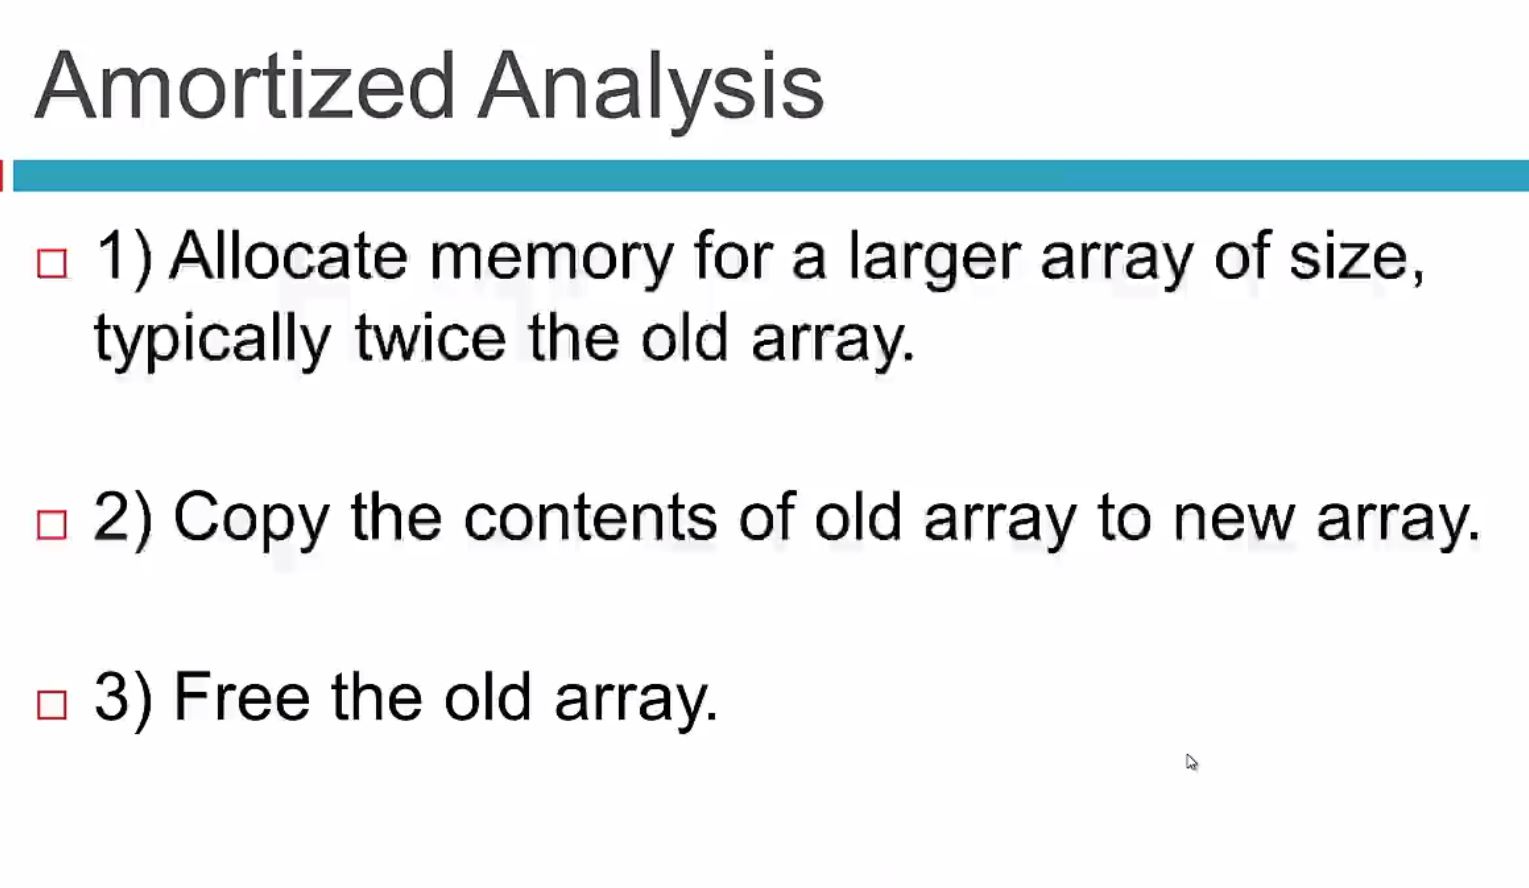 Amortized Analysis
1) Allocate memory for a larger array of size,
typically twice the old array.
2) Copy the contents of old array to new array.
3) Free the old array.